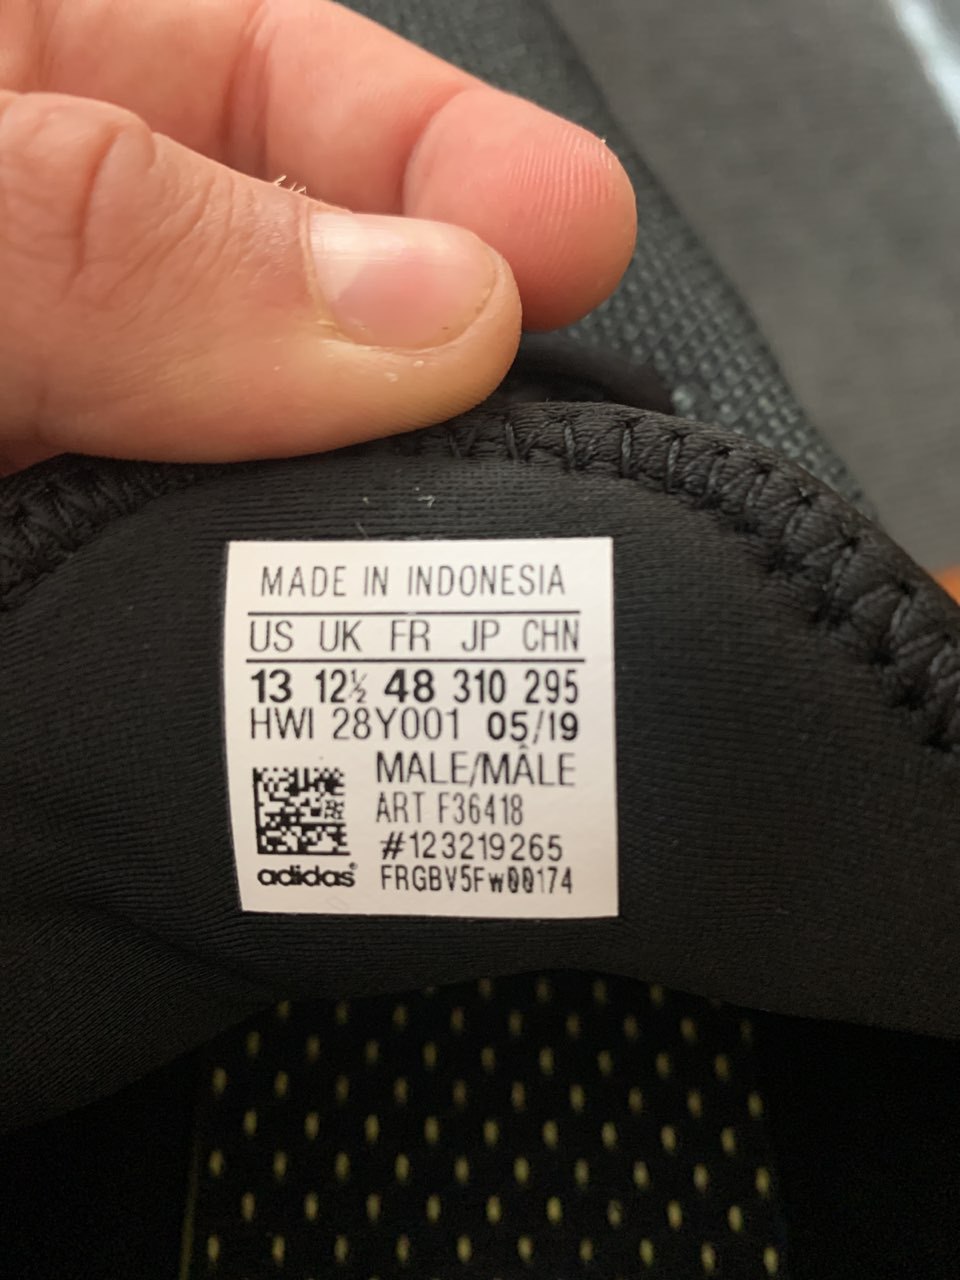 MADE IN INDONESIA
US UK FR JP CHN
13 12½ 48 310 295
HWI 28Y001 05/19
MALE/MÂLE
ART F36418
#123219265
adidas® FRGBV5Fw00174